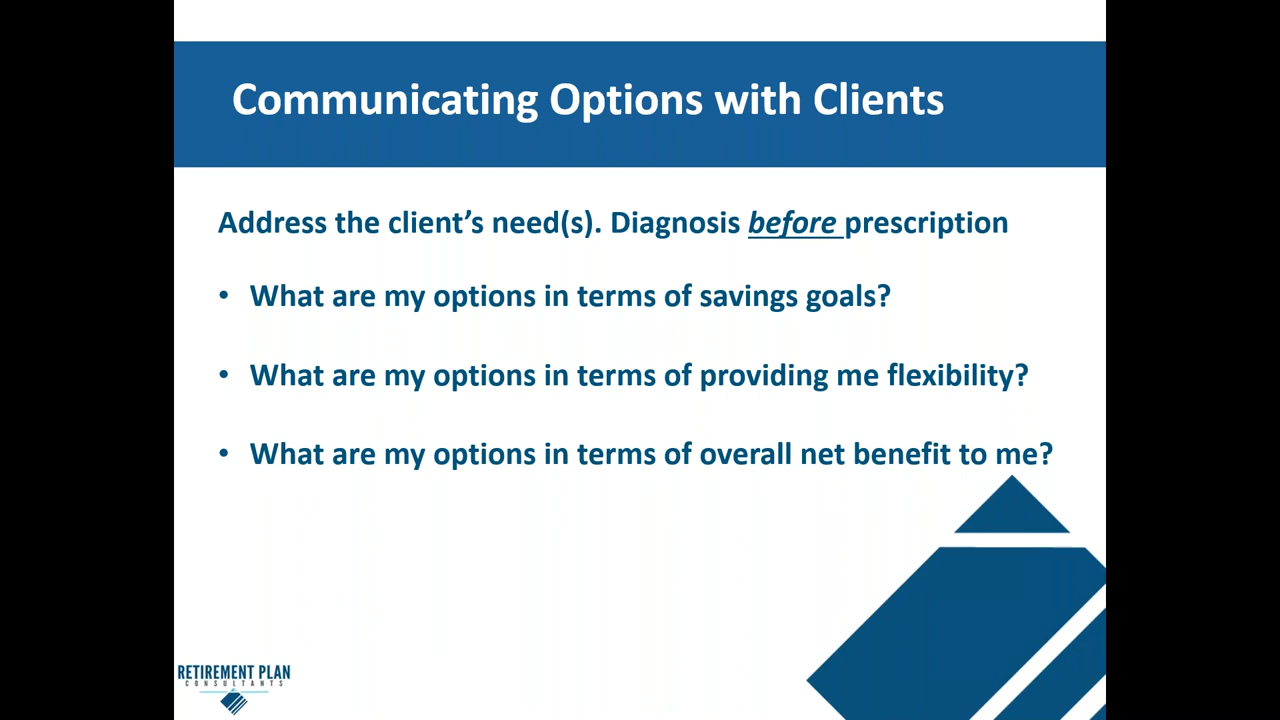 Communicating Options with Clients
Address the client’s need(s). Diagnosis before prescription
• What are my options in terms of savings goals?
• What are my options in terms of providing me flexibility?
• What are my options in terms of overall net benefit to me?
RETIREMENT PLAN
CONSULTANTS